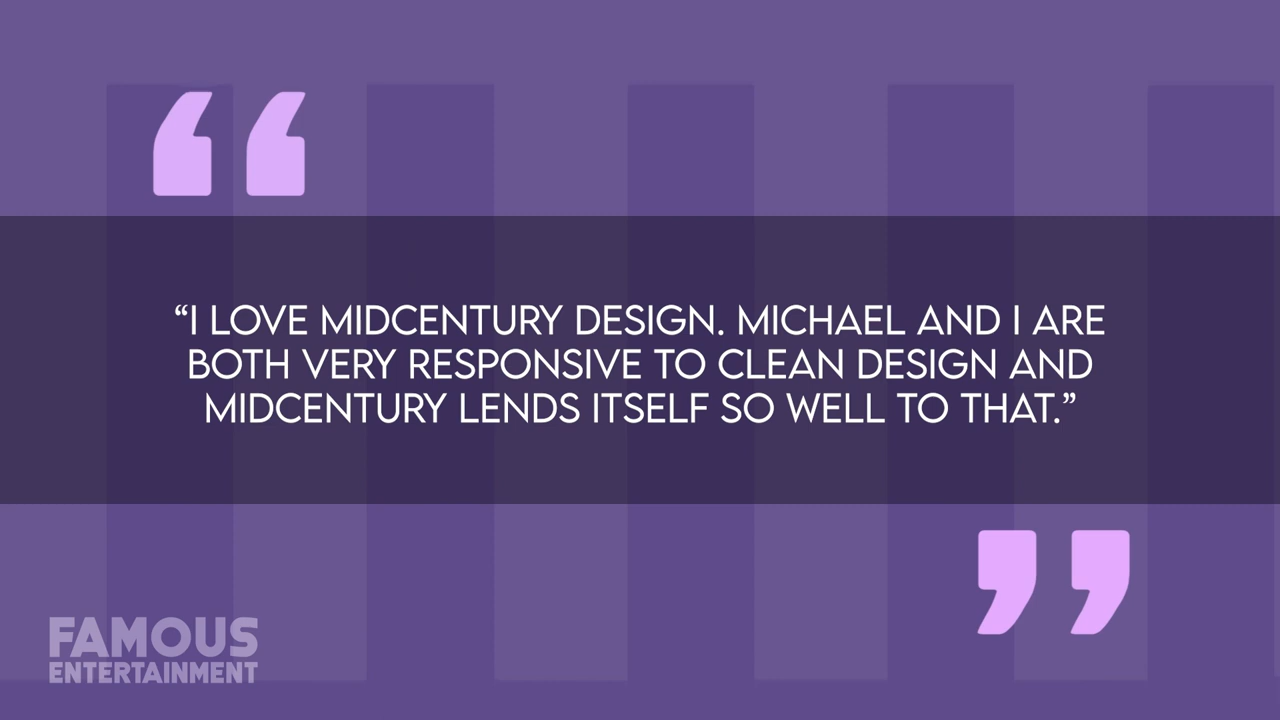 “I LOVE MIDCENTURY DESIGN. MICHAEL AND I ARE
BOTH VERY RESPONSIVE TO CLEAN DESIGN AND
MIDCENTURY LENDS ITSELF SO WELL TO THAT.”
FAMOUS
ENTERTAINMENT